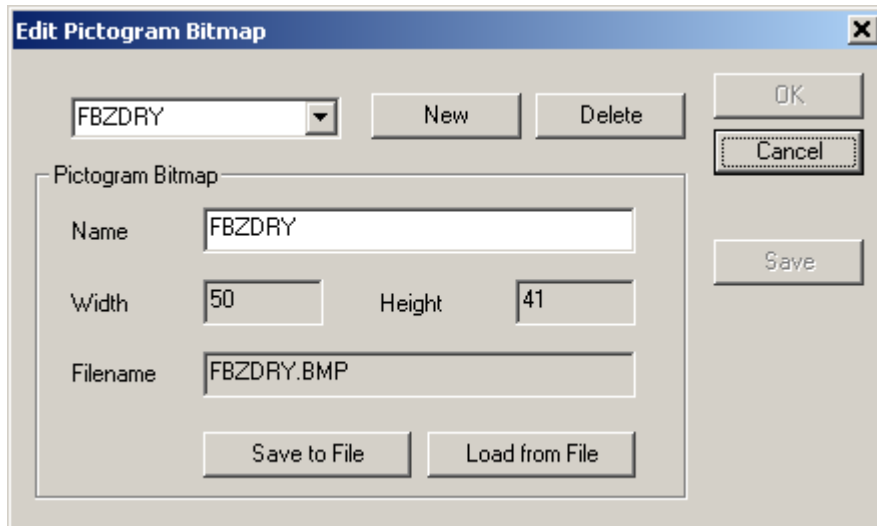 Edit Pictogram Bitmap
FBZDRY
New
Delete
OK
Cancel
Pictogram Bitmap
Name
FBZDRY
Save
Width
50
Height
41
Filename
FBZDRY.BMP
Save to File
Load from File